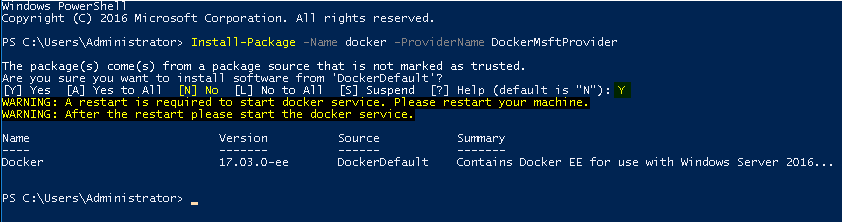 Windows PowerShell
Copyright (C) 2016 Microsoft Corporation. All rights reserved.
PS C:\Users\Administrator> Install-Package -Name docker -ProviderName DockerMsftProvider
The package(s) come(s) from a package source that is not marked as trusted.
Are you sure you want to install software from 'DockerDefault'?
[Y] Yes  [A] Yes to All  [N] No  [L] No to All  [S] Suspend  [?] Help (default is "N"): Y
WARNING: A restart is required to start docker service. Please restart your machine.
WARNING: After the restart please start the docker service.
Name                           Version          Source           Summary
----                           -------          ------           -------
Docker                         17.03.0-ee       DockerDefault    Contains Docker EE for use with Windows Server 2016...
PS C:\Users\Administrator> _